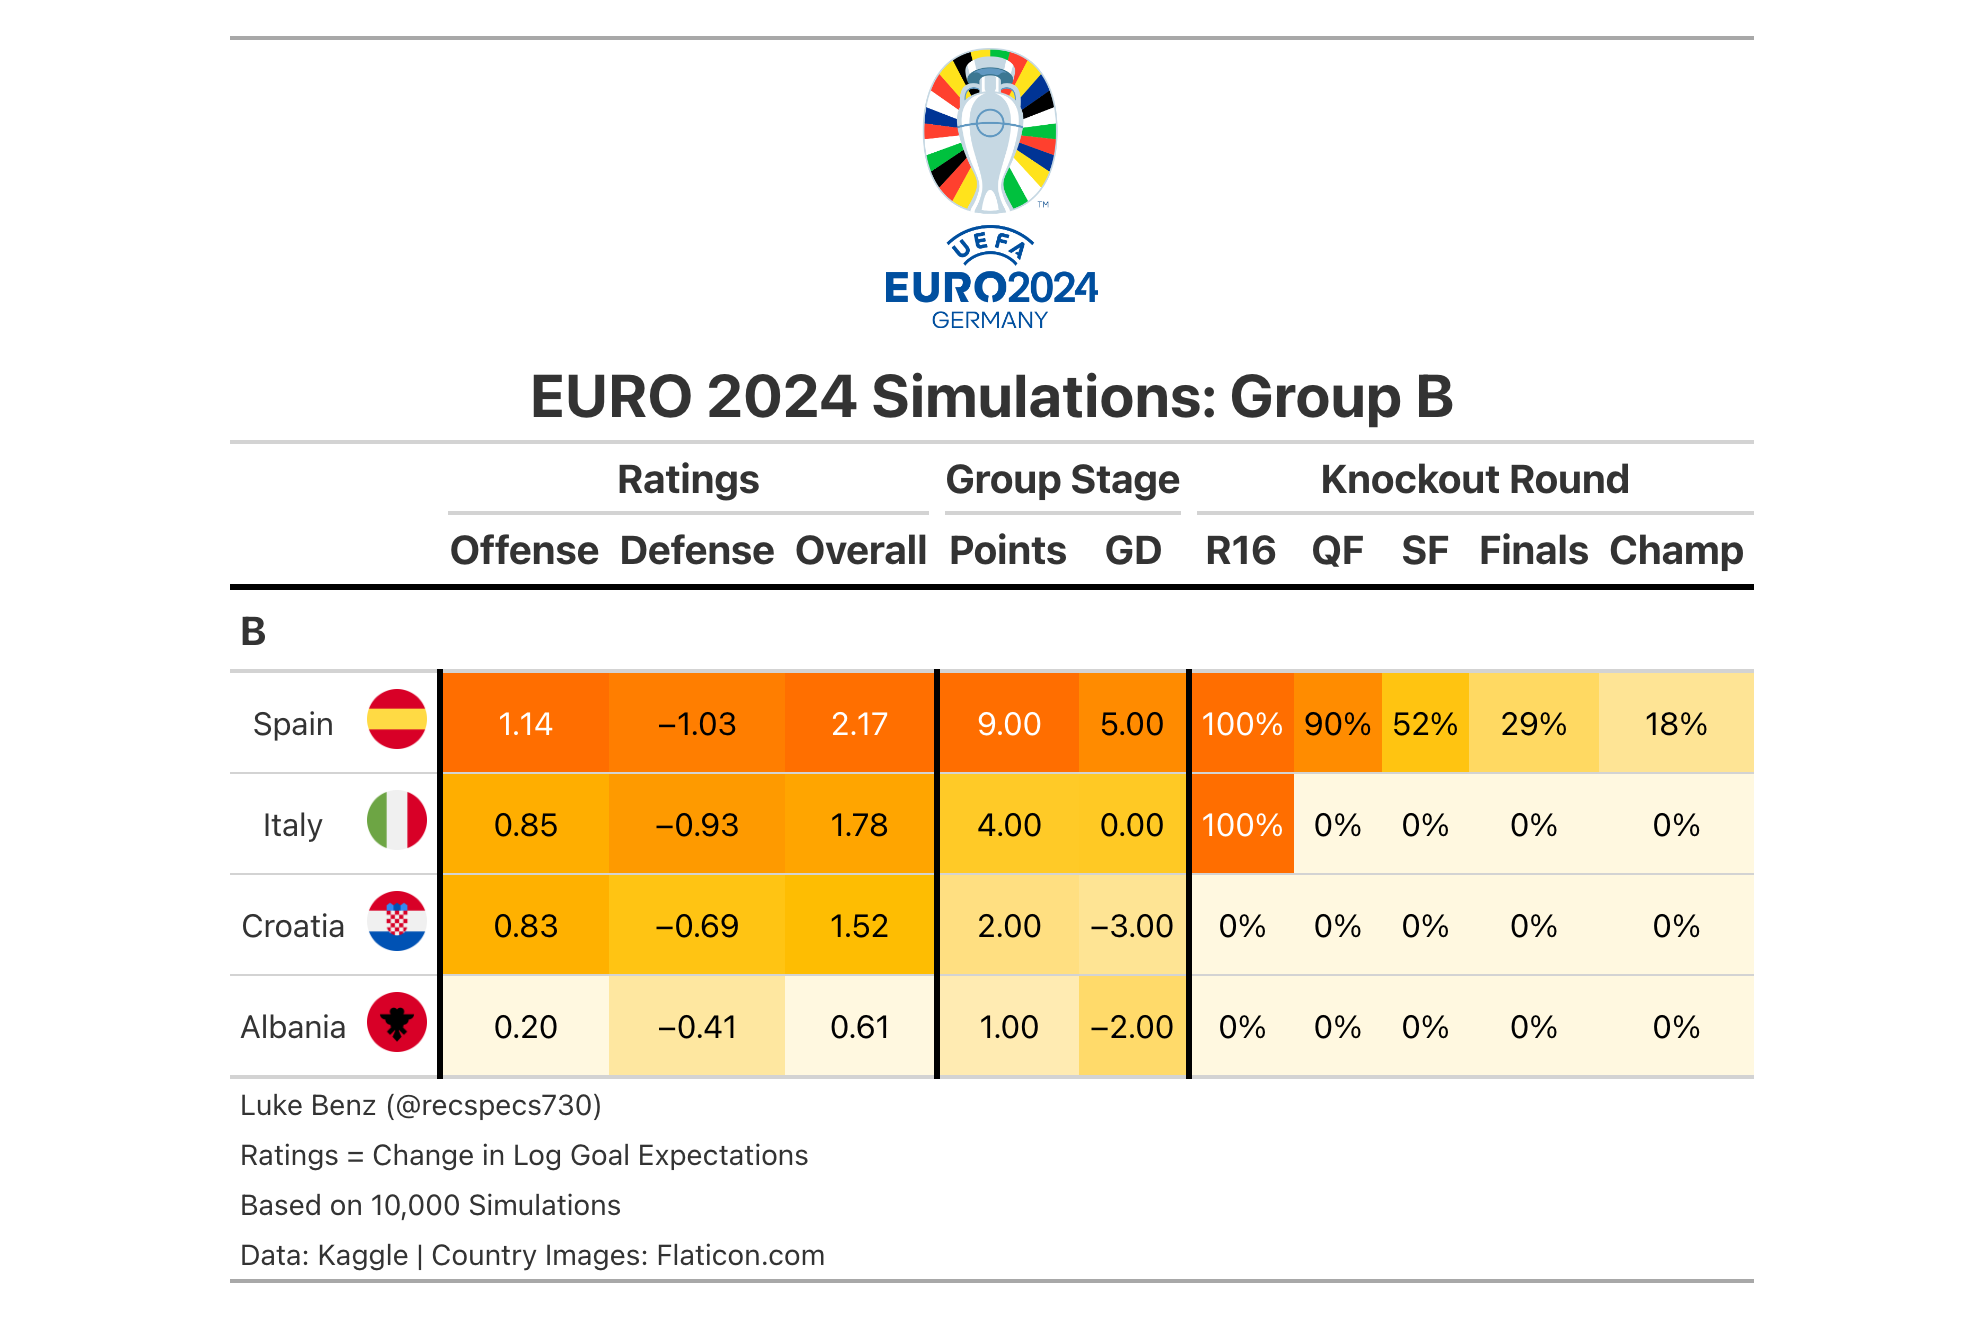 UEFA
EURO2024
GERMANY
TM
EURO 2024 Simulations: Group B
Ratings Group Stage Knockout Round
Offense Defense Overall Points GD R16 QF SF Finals Champ
B
Spain 1.14 −1.03 2.17 9.00 5.00 100% 90% 52% 29% 18%
Italy 0.85 −0.93 1.78 4.00 0.00 100% 0% 0% 0% 0%
Croatia 0.83 −0.69 1.52 2.00 −3.00 0% 0% 0% 0% 0%
Albania 0.20 −0.41 0.61 1.00 −2.00 0% 0% 0% 0% 0%
Luke Benz (@recspecs730)
Ratings = Change in Log Goal Expectations
Based on 10,000 Simulations
Data: Kaggle | Country Images: Flaticon.com